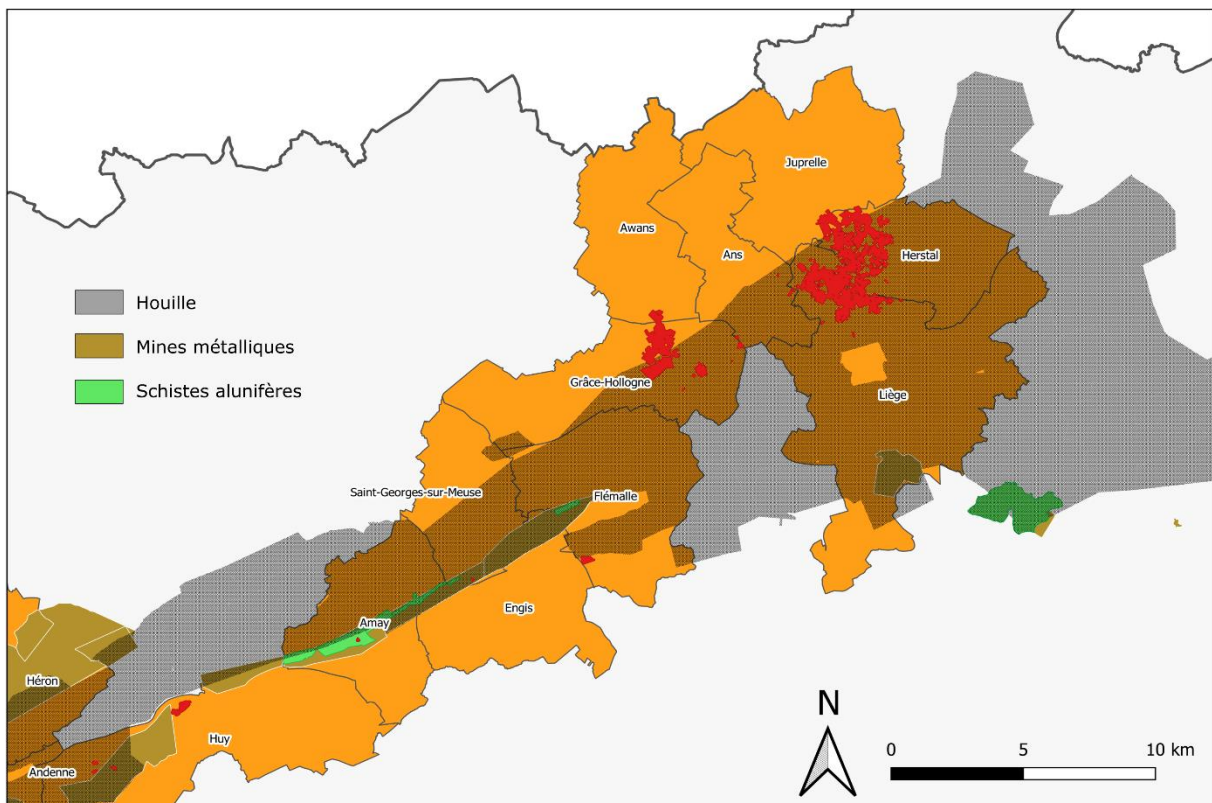 Juprelle
Awans
Ans
Herstal
Houille
Mines métalliques
Schistes alunifères
Grâce-Hollogne
Liège
Saint-Georges-sur-Meuse
Flémalle
Engis
Amay
Héron
Huy
Andenne
N
0 5 10 km